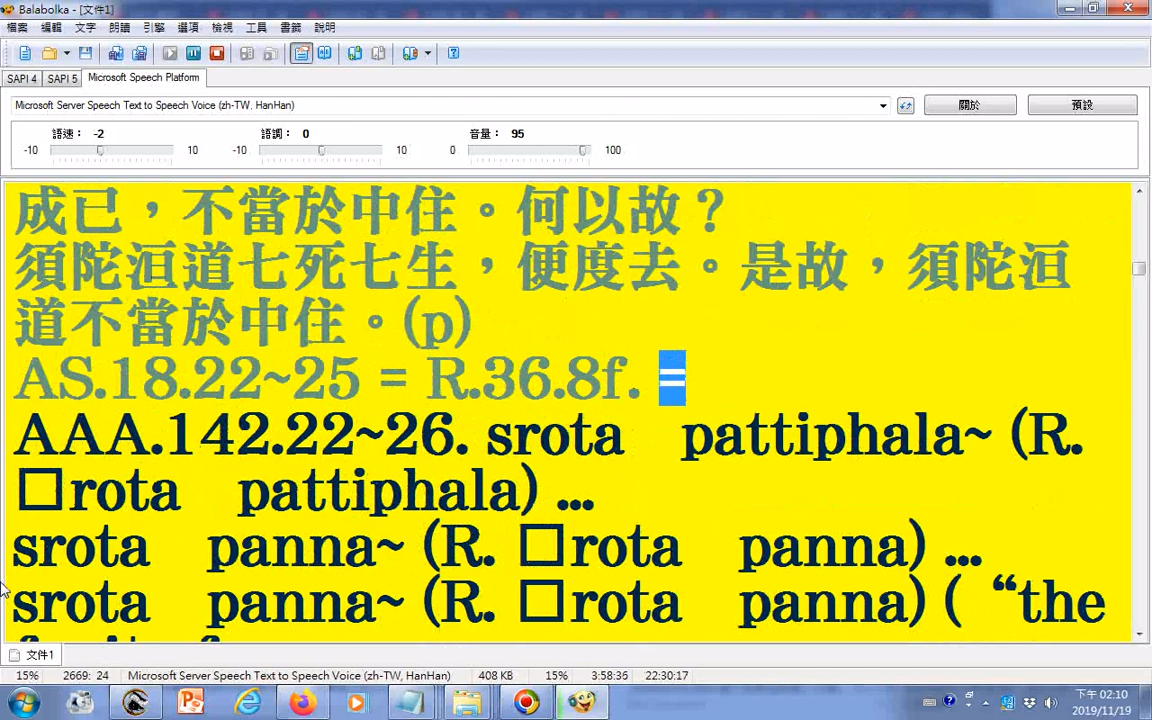 Balabolka - [文件1]
檔案 編輯 文字 朗讀 引擎 選項 檢視 工具 書籤 說明
SAPI 4 SAPI 5 Microsoft Speech Platform
Microsoft Server Speech Text to Speech Voice (zh-TW, HanHan) 關於 預設
語速: -2 語調: 0 音量: 95
-10 10 -10 10 0 100
成已，不當於中住。何以故？
須陀洹道七死七生，便度去。是故，須陀洹
道不當於中住。(p)
AS.18.22~25 = R.36.8f. =
AAA.142.22~26. srota pattiphala~ (R.
□rota pattiphala) ...
srota panna~ (R. □rota panna) ...
srota panna~ (R. □rota panna) ( “the
文件1
15% 2669: 24 Microsoft Server Speech Text to Speech Voice (zh-TW, HanHan) 408 KB 15% 3:58:36 22:30:17
下午 02:10
2019/11/19